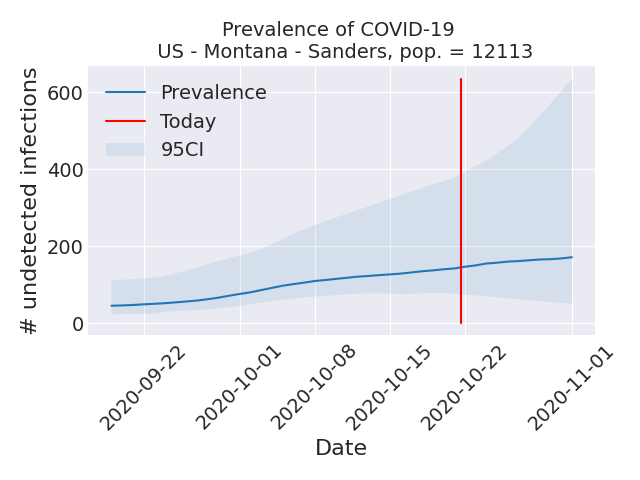 Prevalence of COVID-19
US - Montana - Sanders, pop. = 12113
# undetected infections
600
400
200
0
Prevalence
Today
95CI
2020-09-22
2020-10-01
2020-10-08
2020-10-15
2020-10-22
2020-11-01
Date